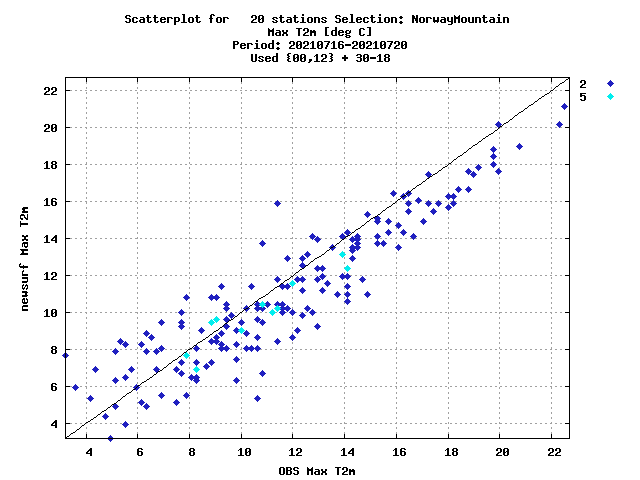 Scatterplot for   20 stations Selection: NorwayMountain
Max T2m [deg C]
Period: 20210716-20210720
Used {00,12} + 30-18
2
5
newsurf Max T2m
22
20
18
16
14
12
10
8
6
4
4 6 8 10 12 14 16 18 20 22
OBS Max T2m